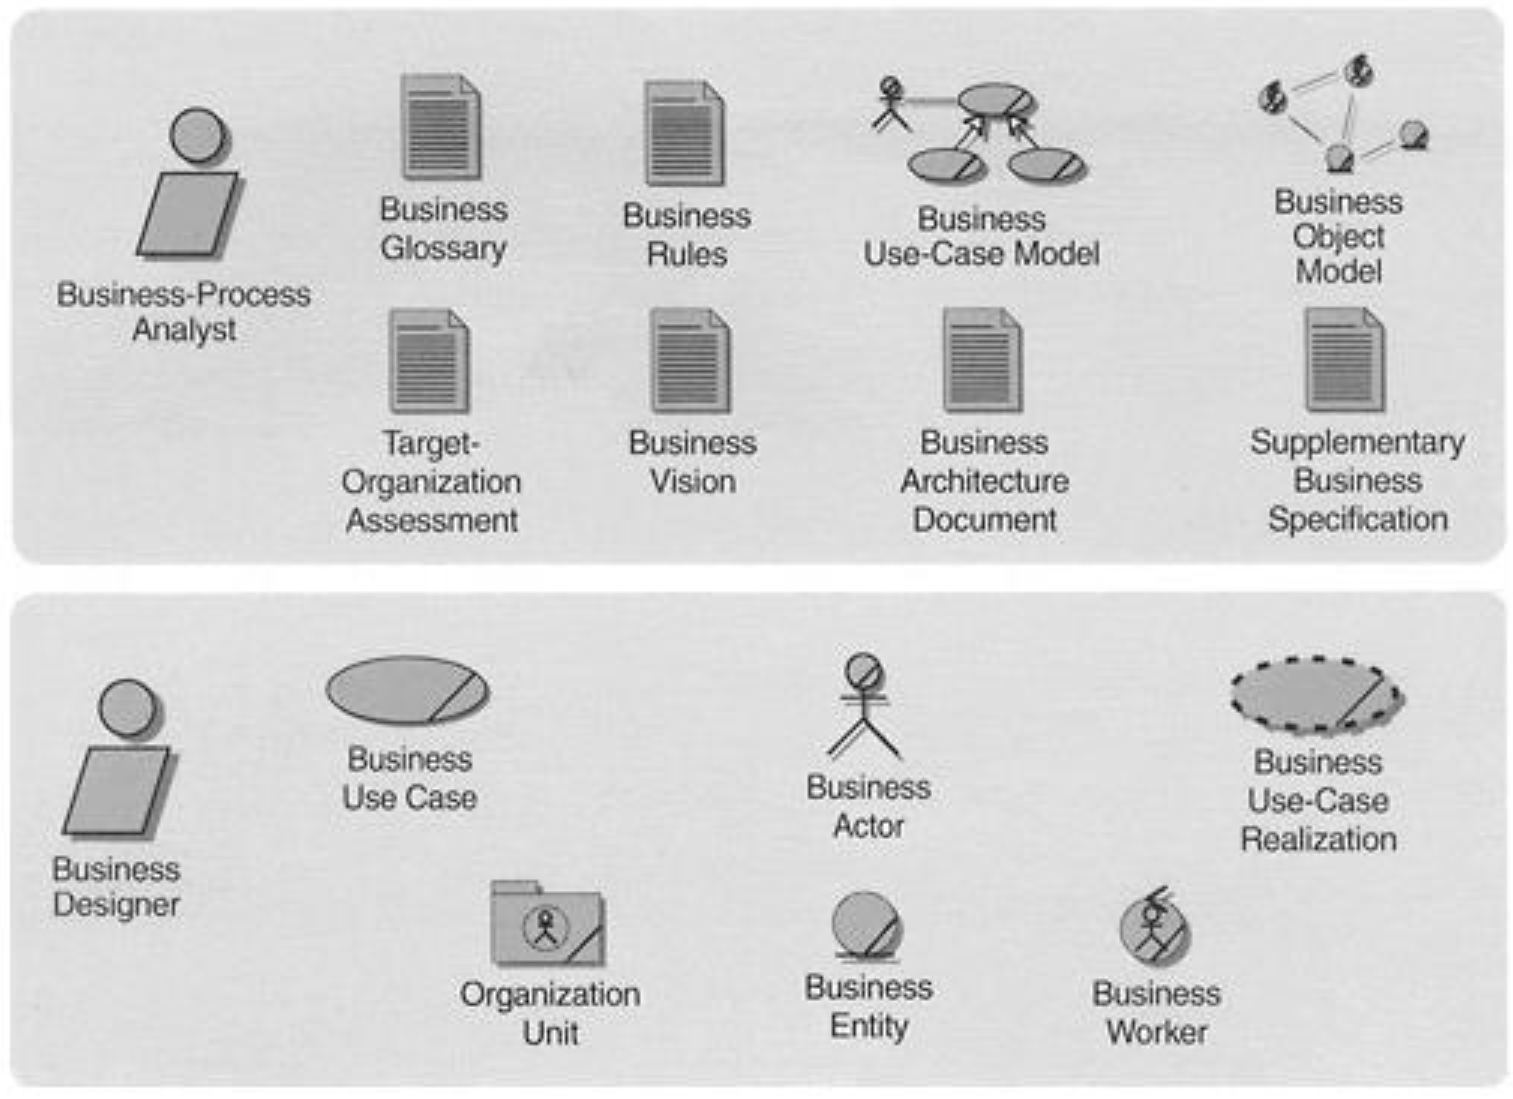 Business-Process
Analyst
Business
Glossary
Business
Rules
Business
Use-Case Model
Business
Object
Model
Target-
Organization
Assessment
Business
Vision
Business
Architecture
Document
Supplementary
Business
Specification
Business
Designer
Business
Use Case
Business
Actor
Business
Use-Case
Realization
Organization
Unit
Business
Entity
Business
Worker